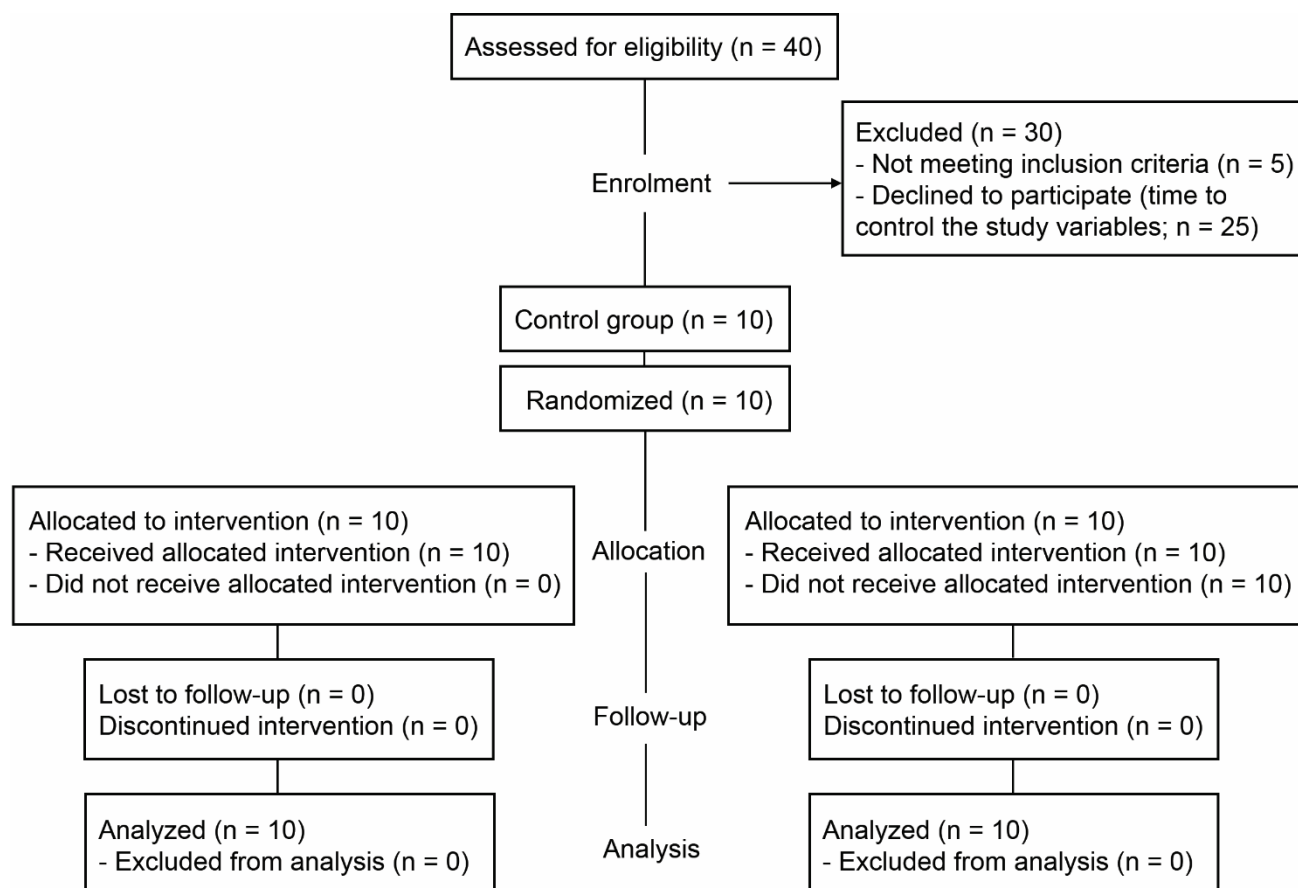 Assessed for eligibility (n = 40)
Excluded (n = 30)
- Not meeting inclusion criteria (n = 5)
- Declined to participate (time to
control the study variables; n = 25)
Enrolment
Control group (n = 10)
Randomized (n = 10)
Allocated to intervention (n = 10)
- Received allocated intervention (n = 10)
- Did not receive allocated intervention (n = 0)
Allocation
Allocated to intervention (n = 10)
- Received allocated intervention (n = 10)
- Did not receive allocated intervention (n = 10)
Lost to follow-up (n = 0)
Discontinued intervention (n = 0)
Follow-up
Lost to follow-up (n = 0)
Discontinued intervention (n = 0)
Analyzed (n = 10)
- Excluded from analysis (n = 0)
Analysis
Analyzed (n = 10)
- Excluded from analysis (n = 0)